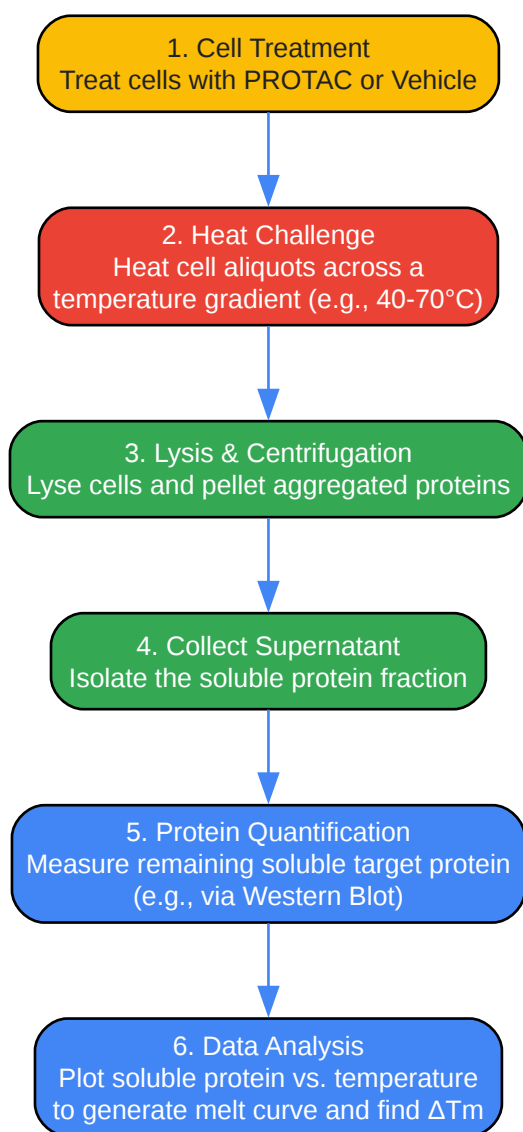 1. Cell Treatment
Treat cells with PROTAC or Vehicle
2. Heat Challenge
Heat cell aliquots across a
temperature gradient (e.g., 40-70°C)
3. Lysis & Centrifugation
Lyse cells and pellet aggregated proteins
4. Collect Supernatant
Isolate the soluble protein fraction
5. Protein Quantification
Measure remaining soluble target protein
(e.g., via Western Blot)
6. Data Analysis
Plot soluble protein vs. temperature
to generate melt curve and find ΔTm